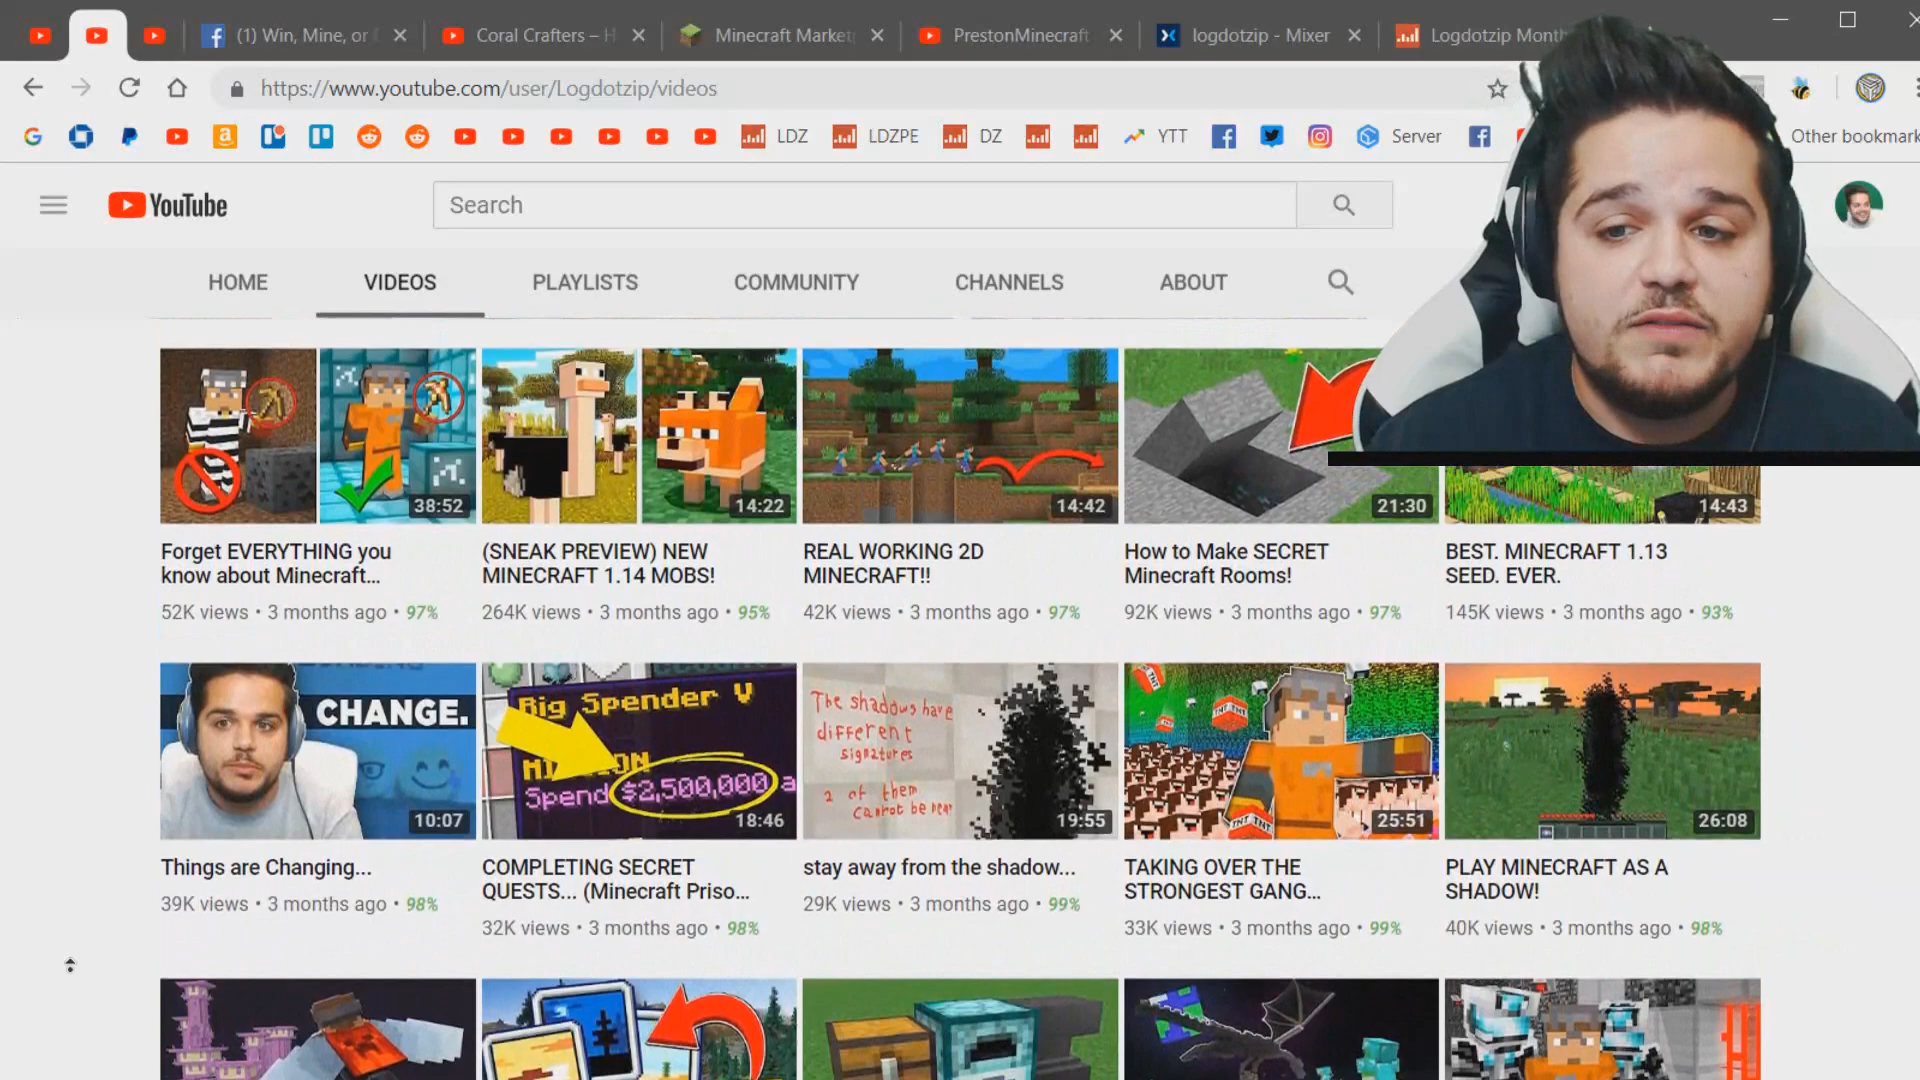 (1) Win, Mine, or
Coral Crafters – H
Minecraft Market
PrestonMinecraft
logdotzip - Mixer
Logdotzip Month
https://www.youtube.com/user/Logdotzip/videos
LDZ
LDZPE
DZ
YTT
Server
Other bookmark
YouTube
Search
HOME
VIDEOS
PLAYLISTS
COMMUNITY
CHANNELS
ABOUT
38:52
14:22
14:42
21:30
14:43
Forget EVERYTHING you
know about Minecraft...
52K views • 3 months ago • 97%
(SNEAK PREVIEW) NEW
MINECRAFT 1.14 MOBS!
264K views • 3 months ago • 95%
REAL WORKING 2D
MINECRAFT!!
42K views • 3 months ago • 97%
How to Make SECRET
Minecraft Rooms!
92K views • 3 months ago • 97%
BEST. MINECRAFT 1.13
SEED. EVER.
145K views • 3 months ago • 93%
CHANGE.
10:07
Big Spender V
Spend $2,500,000 a
18:46
The shadows have
different
signatures
2 of them
cannot be near
19:55
TNT
TNT
TNT TNT
25:51
26:08
Things are Changing...
39K views • 3 months ago • 98%
COMPLETING SECRET
QUESTS... (Minecraft Priso...
32K views • 3 months ago • 98%
stay away from the shadow...
29K views • 3 months ago • 99%
TAKING OVER THE
STRONGEST GANG...
33K views • 3 months ago • 99%
PLAY MINECRAFT AS A
SHADOW!
40K views • 3 months ago • 98%